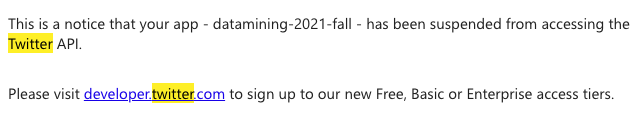 This is a notice that your app - datamining-2021-fall - has been suspended from accessing the
Twitter API.
Please visit developer.twitter.com to sign up to our new Free, Basic or Enterprise access tiers.